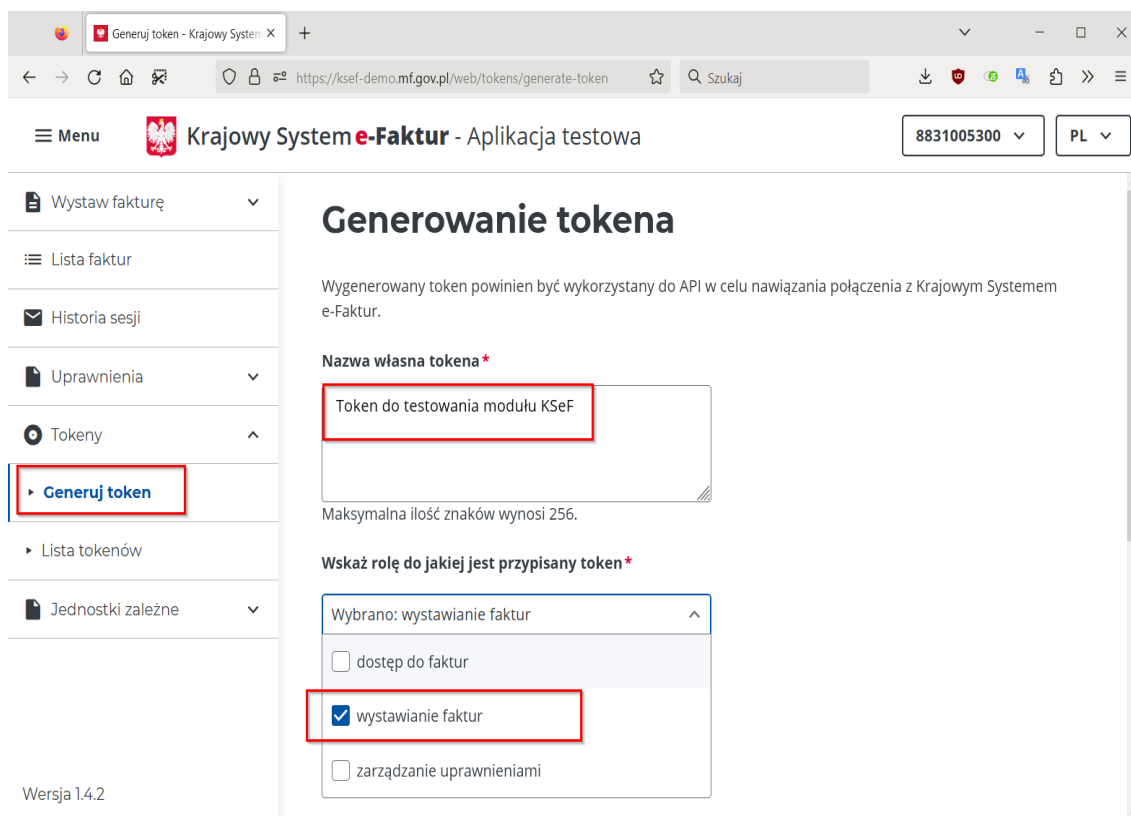 Generuj token - Krajowy System
https://ksef-demo.mf.gov.pl/web/tokens/generate-token
Szukaj
Menu
Krajowy System e-Faktur - Aplikacja testowa
8831005300
PL
Wystaw fakturę
Lista faktur
Historia sesji
Uprawnienia
Tokeny
Generuj token
Lista tokenów
Jednostki zależne
Wersja 1.4.2
Generowanie tokena
Wygenerowany token powinien być wykorzystany do API w celu nawiązania połączenia z Krajowym Systemem
e-Faktur.
Nazwa własna tokena*
Token do testowania modułu KSeF
Maksymalna ilość znaków wynosi 256.
Wskaż rolę do jakiej jest przypisany token*
Wybrano: wystawianie faktur
dostęp do faktur
wystawianie faktur
zarządzanie uprawnieniami